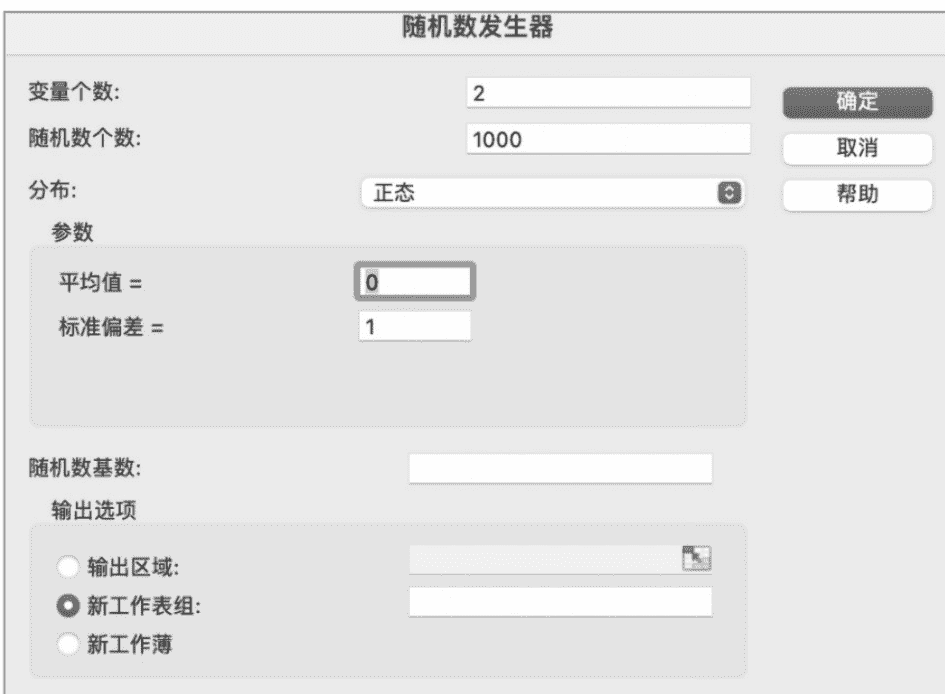 随机数发生器
变量个数: 2
确定
随机数个数: 1000
取消
分布: 正态
帮助
参数
平均值 = 0
标准偏差 = 1
随机数基数:
输出选项
输出区域:
新工作表组:
新工作薄